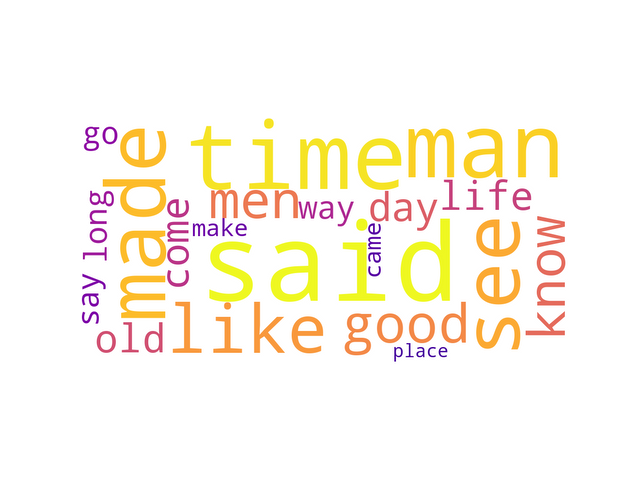 go
time
man
made
men
way
day
life
say
long
come
make
said
came
see
know
old
like
good
place